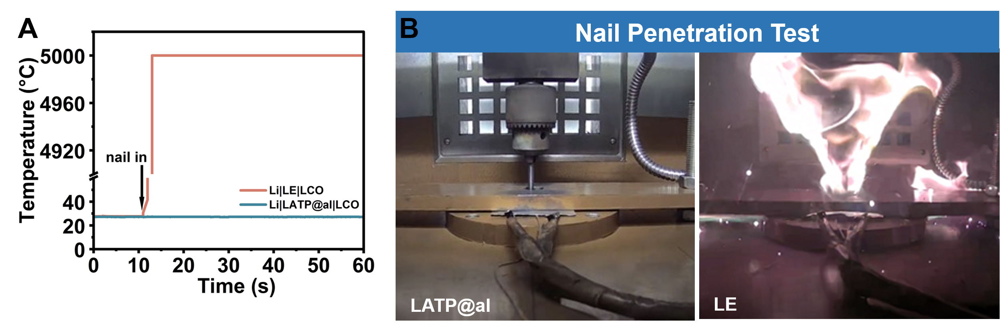 A
Temperature (°C)
5000
4960
4920
40
20
0
nail in
Li|LE|LCO
Li|LATP@al|LCO
0 10 20 30 40 50 60
Time (s)
B
Nail Penetration Test
LATP@al
LE